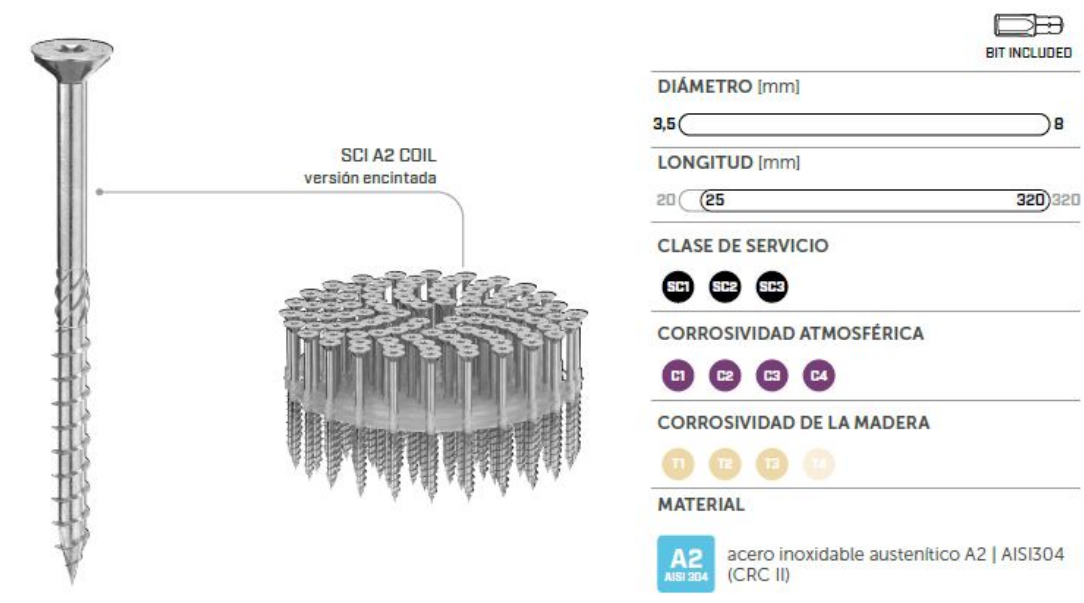 BIT INCLUDED
DIÁMETRO [mm]
3,5 8
SCI A2 COIL
versión encintada
LONGITUD [mm]
20 25 320 320
CLASE DE SERVICIO
SC1 SC2 SC3
CORROSIVIDAD ATMOSFÉRICA
C1 C2 C3 C4
CORROSIVIDAD DE LA MADERA
T1 T2 T3 T4
MATERIAL
A2
AISI 304
acero inoxidable austenítico A2 | AISI304
(CRC II)